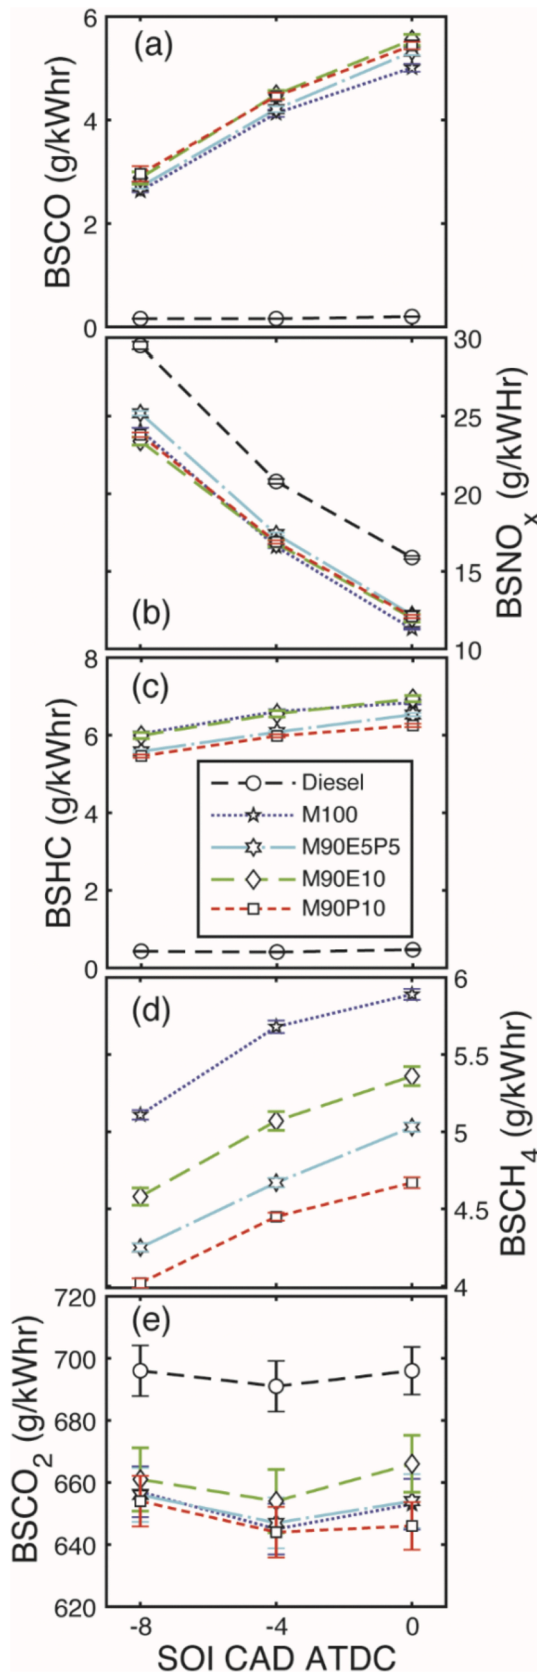 (a)
6
4
2
0
BSCO (g/kWhr)
(b)
30
25
20
15
10
BSNOx (g/kWHr)
(c)
8
6
4
2
0
BSHC (g/kWhr)
Diesel
M100
M90E5P5
M90E10
M90P10
(d)
6
5.5
5
4.5
4
BSCH4 (g/kWhr)
(e)
720
700
680
660
640
620
BSCO2 (g/kWhr)
-8 -4 0
SOI CAD ATDC